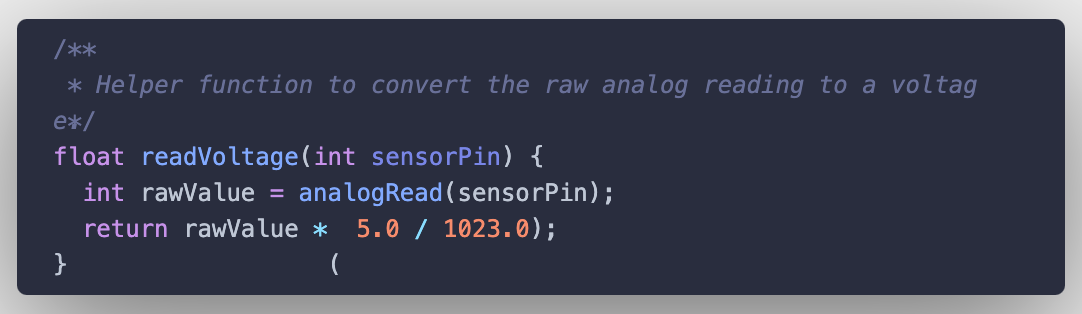 /**
 * Helper function to convert the raw analog reading to a voltag
e*/
float readVoltage(int sensorPin) {
  int rawValue = analogRead(sensorPin);
  return rawValue *  5.0 / 1023.0);
}                  (